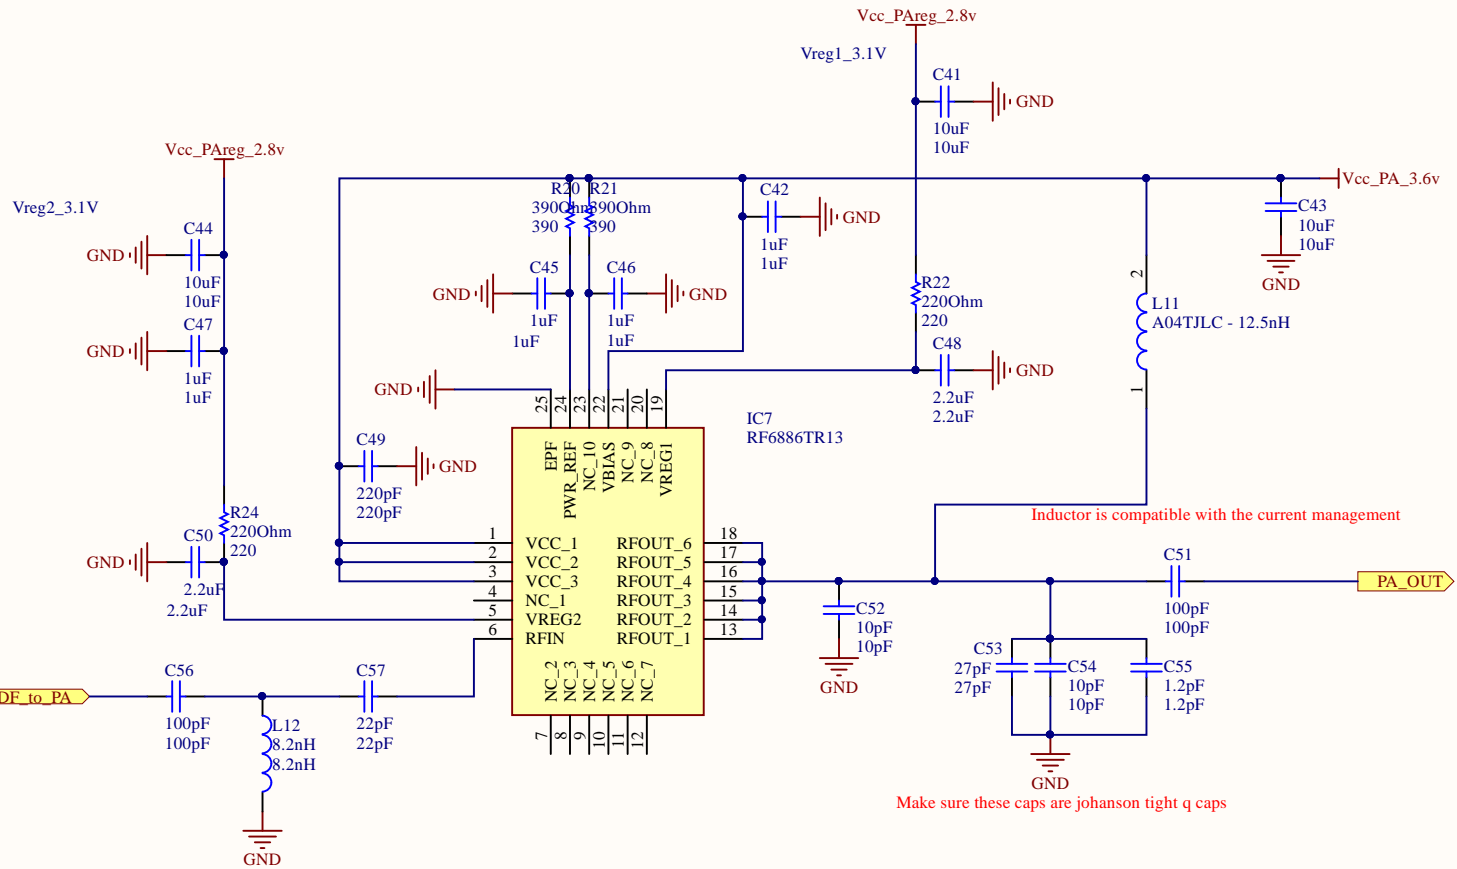 Vcc_PAreg_2.8v
Vreg1_3.1V
C41
GND
10uF
10uF
Vcc_PAreg_2.8v
Vreg2_3.1V
C44
GND
10uF
10uF
C47
GND
1uF
1uF
R20
390Ohm
390
R21
390Ohm
390
C42
GND
1uF
1uF
Vcc_PA_3.6v
C43
10uF
10uF
GND
C45
GND
1uF
1uF
C46
GND
1uF
1uF
R22
220Ohm
220
C48
GND
2.2uF
2.2uF
2
L11
A04TJLC - 12.5nH
1
GND
25
24
23
22
21
20
19
IC7
RF6886TR13
EPF
PWR_REF
NC_10
VBIAS
NC_9
NC_8
VREG1
C49
GND
220pF
220pF
R24
220Ohm
220
C50
GND
2.2uF
2.2uF
Inductor is compatible with the current management
1 VCC_1 RFOUT_6 18
2 VCC_2 RFOUT_5 17
3 VCC_3 RFOUT_4 16
4 NC_1 RFOUT_3 15
5 VREG2 RFOUT_2 14
6 RFIN RFOUT_1 13
NC_2
NC_3
NC_4
NC_5
NC_6
NC_7
7
8
9
10
11
12
C51
100pF
100pF
PA_OUT
C52
10pF
10pF
GND
C53
27pF
27pF
C54
10pF
10pF
C55
1.2pF
1.2pF
GND
Make sure these caps are johanson tight q caps
DF_to_PA
C56
100pF
100pF
C57
22pF
22pF
L12
8.2nH
8.2nH
GND